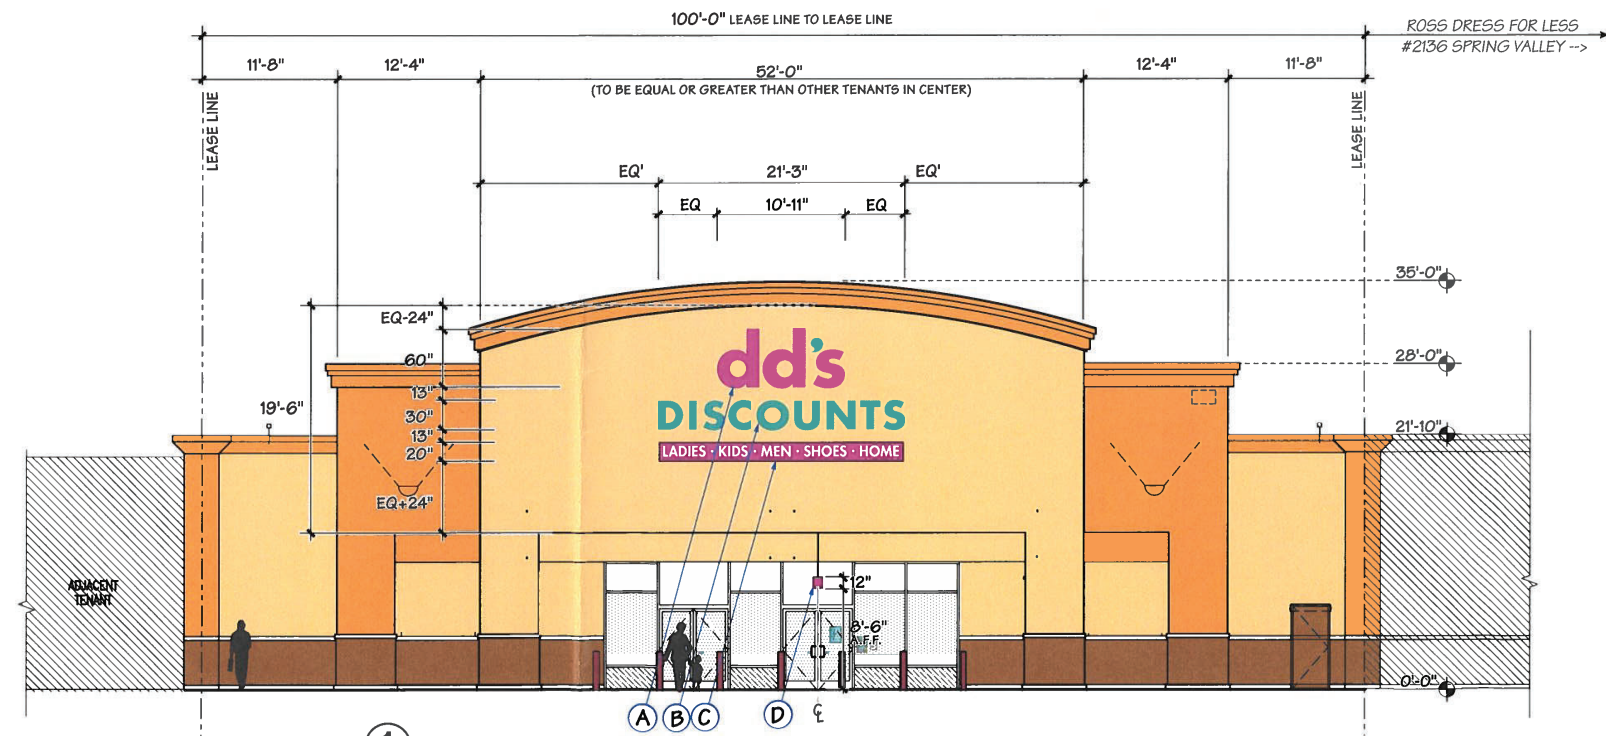 100'-0" LEASE LINE TO LEASE LINE
ROSS DRESS FOR LESS
#2136 SPRING VALLEY -->
11'-8"
12'-4"
52'-0"
12'-4"
11'-8"
(TO BE EQUAL OR GREATER THAN OTHER TENANTS IN CENTER)
LEASE LINE
LEASE LINE
EQ'
21'-3"
EQ'
EQ
10'-11"
EQ
35'-0"
EQ-24"
60"
28'-0"
13"
19'-6"
30"
13"
20"
21'-10"
EQ+24"
dd's
DISCOUNTS
LADIES · KIDS · MEN · SHOES · HOME
ADJACENT
TENANT
12"
8'-6"
A.F.F.
0'-0"
A
B
C
D
CL